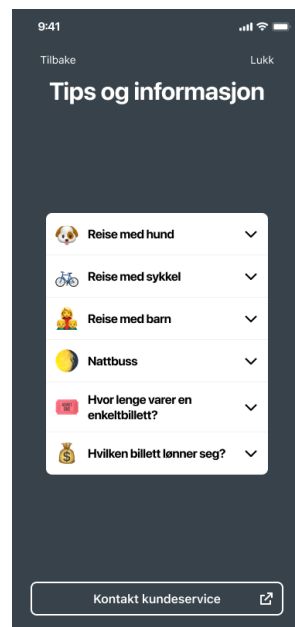 9:41
Tilbake
Lukk
Tips og informasjon
Reise med hund
Reise med sykkel
Reise med barn
Nattbuss
Hvor lenge varer en
enkeltbillett?
Hvilken billett lønner seg?
Kontakt kundeservice